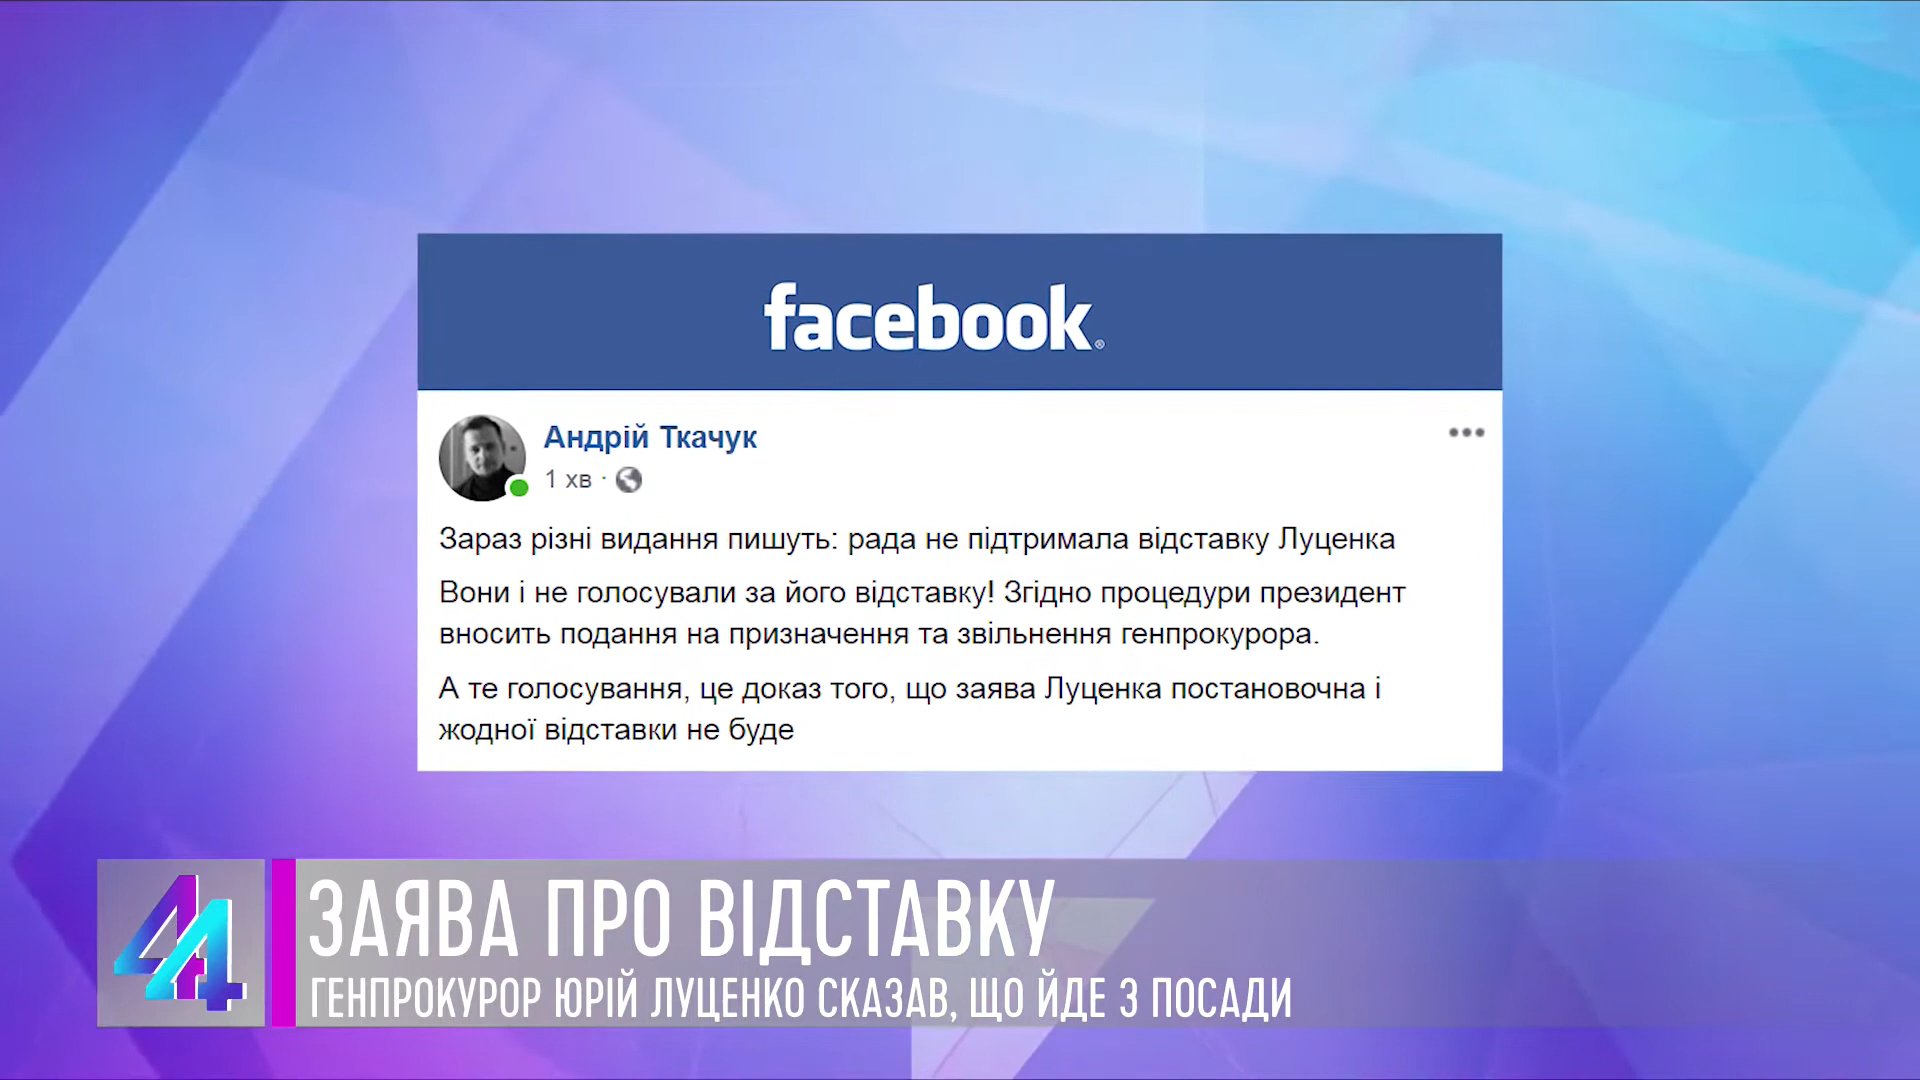 facebook®
Андрій Ткачук
1 хв ·
Зараз різні видання пишуть: рада не підтримала відставку Луценка
Вони і не голосували за його відставку! Згідно процедури президент
вносить подання на призначення та звільнення генпрокурора.
А те голосування, це доказ того, що заява Луценка постановочна і
жодної відставки не буде
44
ЗАЯВА ПРО ВІДСТАВКУ
ГЕНПРОКУРОР ЮРІЙ ЛУЦЕНКО СКАЗАВ, ЩО ЙДЕ З ПОСАДИ